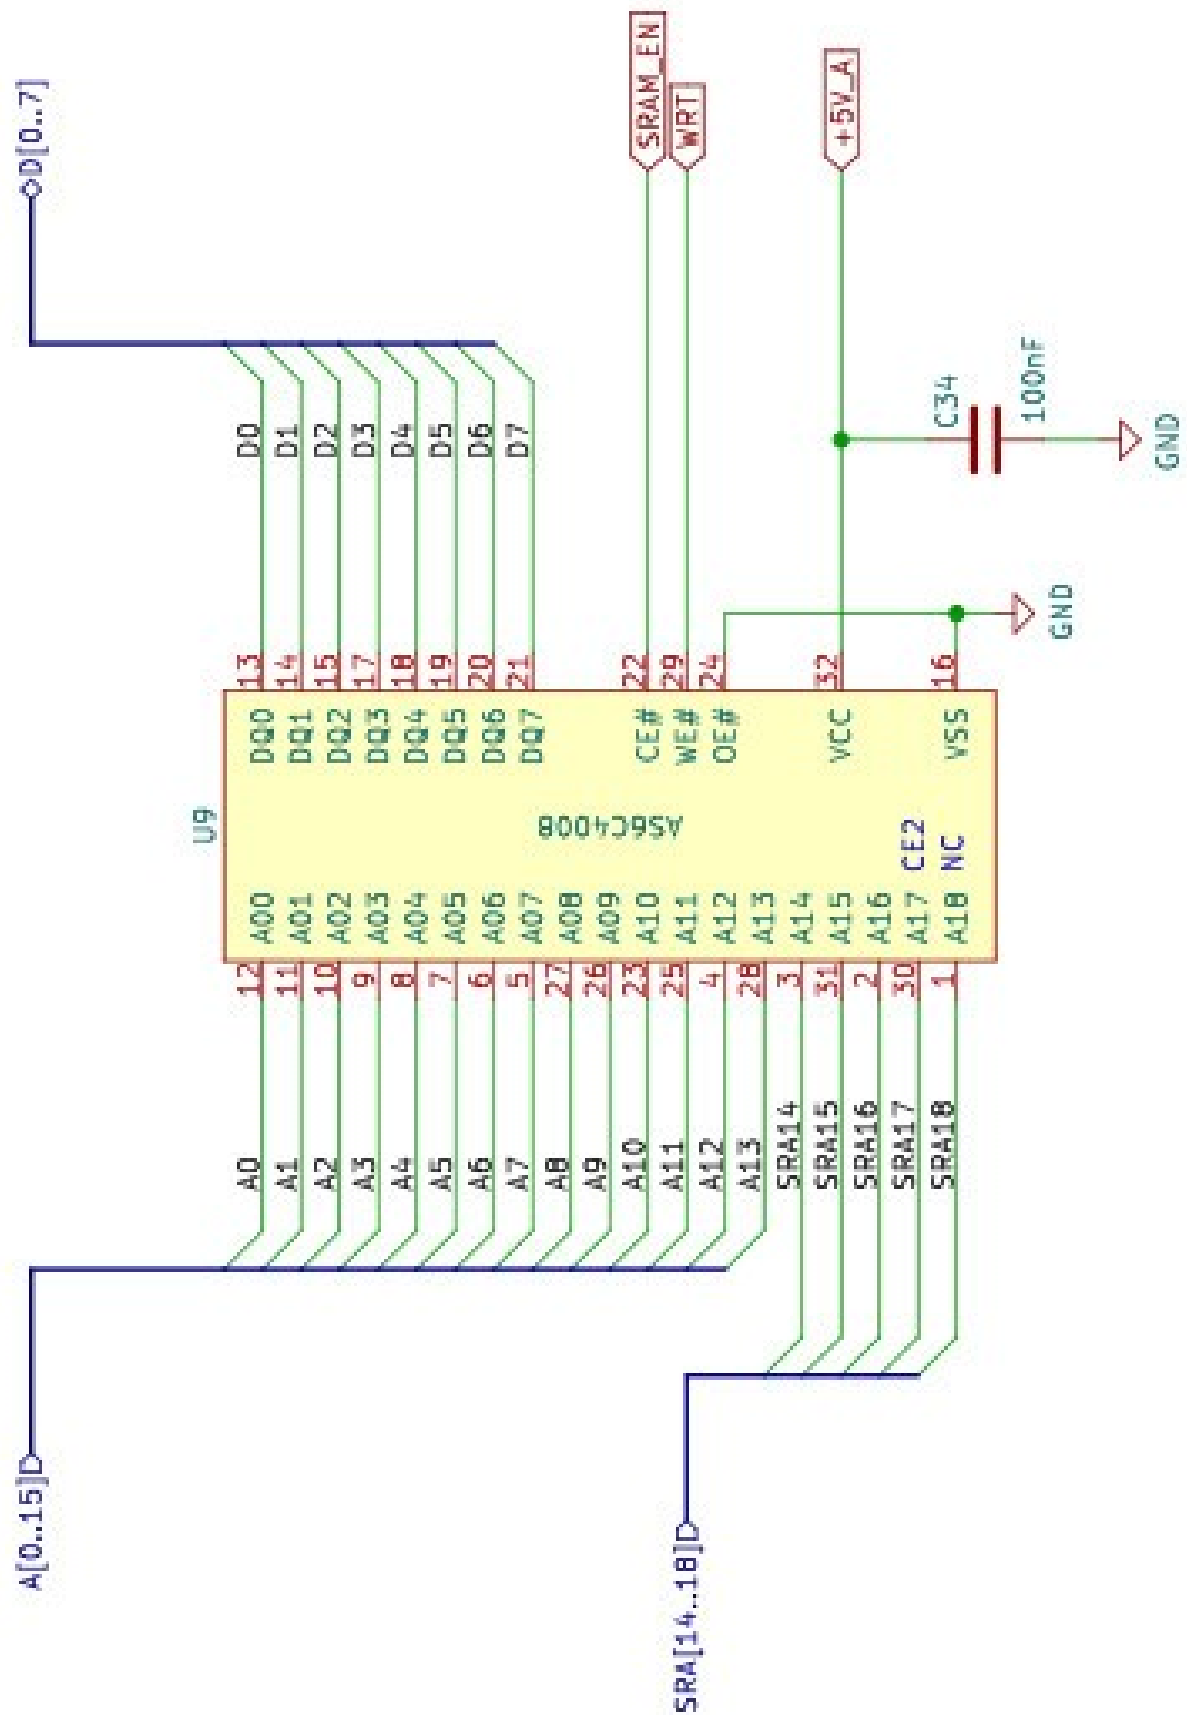 A[0..15]
D[0..7]
SRA[14..18]
SRAM_EN
WRT
+5V_A
U9
AS6C4008
A0 12 A00 DQ0 13 D0
A1 11 A01 DQ1 14 D1
A2 10 A02 DQ2 15 D2
A3 9 A03 DQ3 17 D3
A4 8 A04 DQ4 18 D4
A5 7 A05 DQ5 19 D5
A6 6 A06 DQ6 20 D6
A7 5 A07 DQ7 21 D7
A8 27 A08
A9 26 A09
A10 23 A10 CE# 22
A11 25 A11 WE# 29
A12 4 A12 OE# 24
A13 28 A13
SRA14 3 A14
SRA15 31 A15 VCC 32
SRA16 2 A16
SRA17 30 A17 CE2
SRA18 1 A18 NC VSS 16
C34
100nF
GND
GND